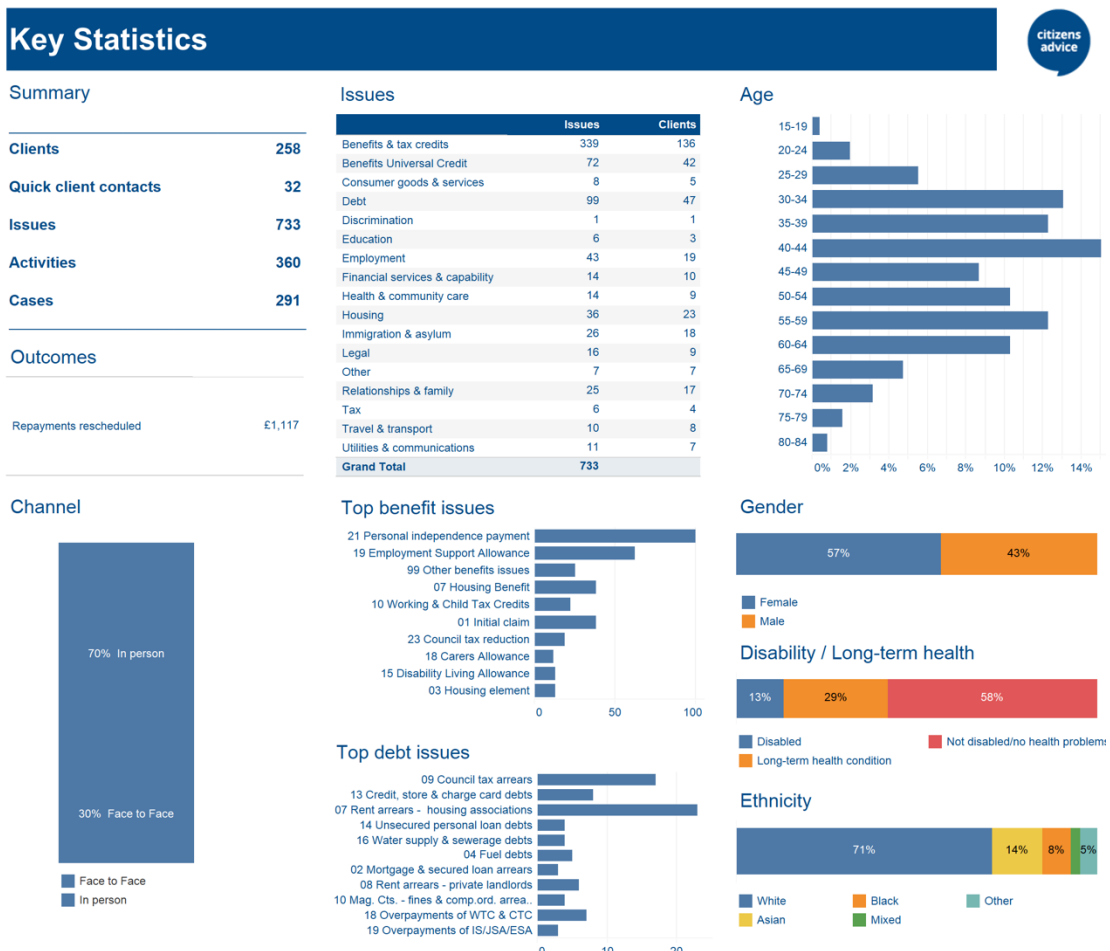 Key Statistics
citizens
advice
Summary
Clients 258
Quick client contacts 32
Issues 733
Activities 360
Cases 291
Outcomes
Repayments rescheduled £1,117
Channel
70% In person
30% Face to Face
Face to Face
In person
Issues
Issues Clients
Benefits & tax credits 339 136
Benefits Universal Credit 72 42
Consumer goods & services 8 5
Debt 99 47
Discrimination 1 1
Education 6 3
Employment 43 19
Financial services & capability 14 10
Health & community care 14 9
Housing 36 23
Immigration & asylum 26 18
Legal 16 9
Other 7 7
Relationships & family 25 17
Tax 6 4
Travel & transport 10 8
Utilities & communications 11 7
Grand Total 733
Top benefit issues
21 Personal independence payment
19 Employment Support Allowance
99 Other benefits issues
07 Housing Benefit
10 Working & Child Tax Credits
01 Initial claim
23 Council tax reduction
18 Carers Allowance
15 Disability Living Allowance
03 Housing element
0 50 100
Top debt issues
09 Council tax arrears
13 Credit, store & charge card debts
07 Rent arrears - housing associations
14 Unsecured personal loan debts
16 Water supply & sewerage debts
04 Fuel debts
02 Mortgage & secured loan arrears
08 Rent arrears - private landlords
10 Mag. Cts. - fines & comp.ord. arrea..
18 Overpayments of WTC & CTC
19 Overpayments of IS/JSA/ESA
0 10 20
Age
15-19
20-24
25-29
30-34
35-39
40-44
45-49
50-54
55-59
60-64
65-69
70-74
75-79
80-84
0% 2% 4% 6% 8% 10% 12% 14%
Gender
57% 43%
Female
Male
Disability / Long-term health
13% 29% 58%
Disabled Not disabled/no health problems
Long-term health condition
Ethnicity
71% 14% 8% 5%
White Black Other
Asian Mixed